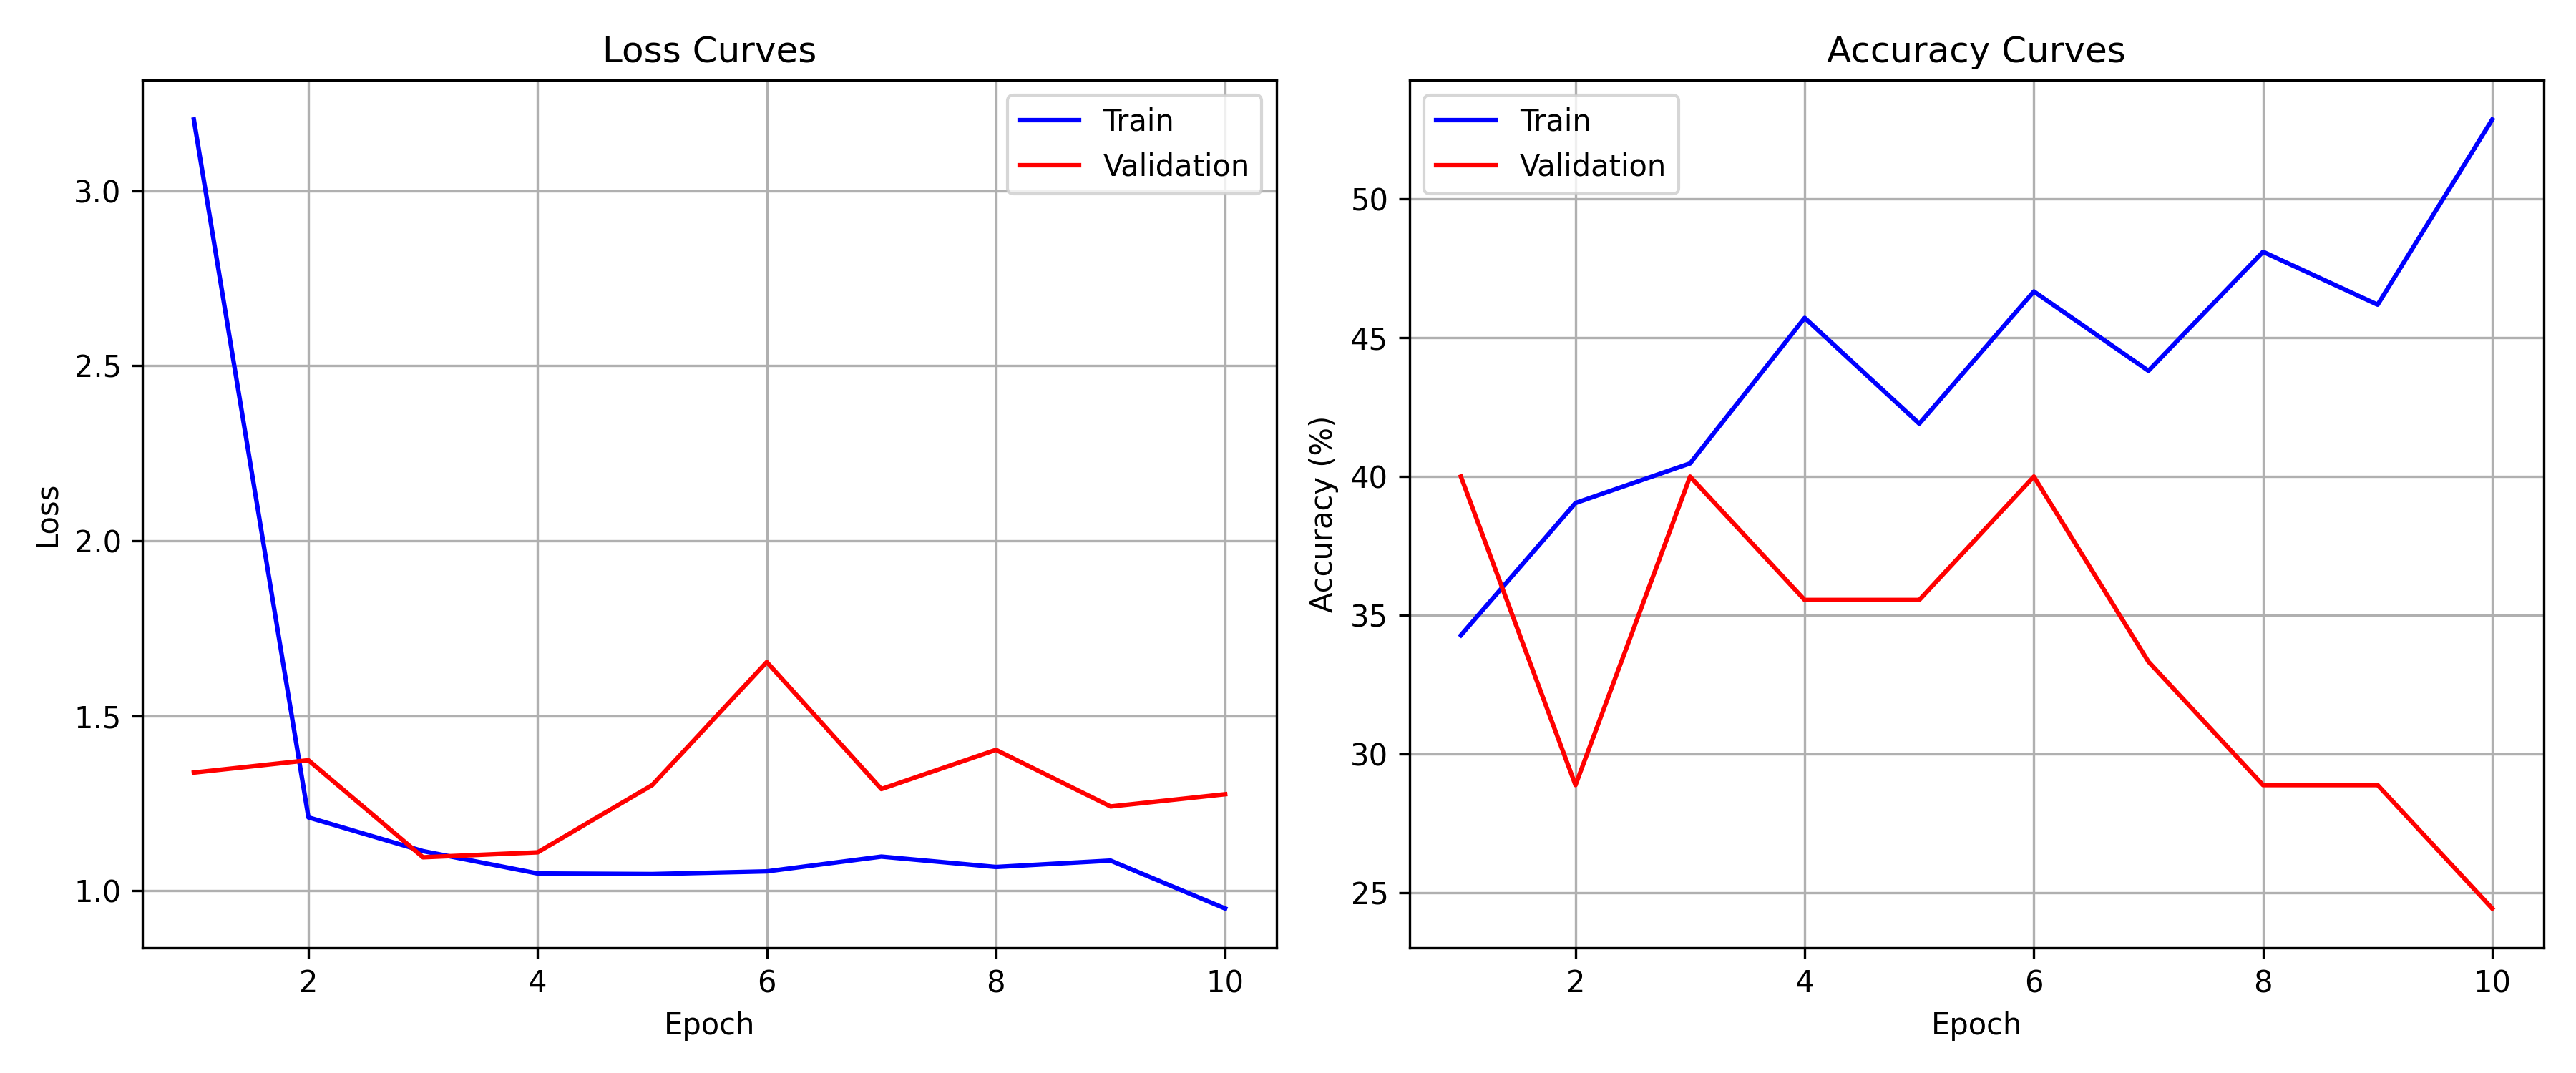 Loss Curves
Train
Validation
3.0
2.5
2.0
1.5
1.0
Loss
2 4 6 8 10
Epoch
Accuracy Curves
Train
Validation
50
45
40
35
30
25
Accuracy (%)
2 4 6 8 10
Epoch